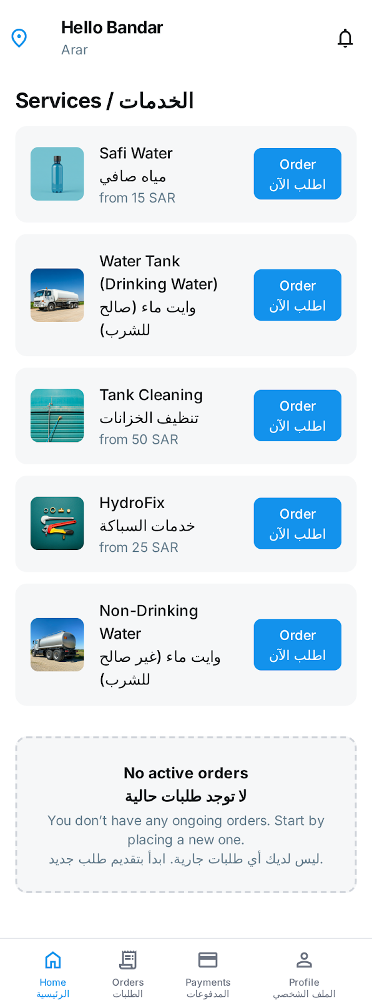 Hello Bandar
Arar
Services / الخدمات
Safi Water
مياه صافي
from 15 SAR
Order
اطلب الآن
Water Tank
(Drinking Water)
وايت ماء (صالح
للشرب)
Order
اطلب الآن
Tank Cleaning
تنظيف الخزانات
from 50 SAR
Order
اطلب الآن
HydroFix
خدمات السباكة
from 25 SAR
Order
اطلب الآن
Non-Drinking
Water
وايت ماء (غير صالح
للشرب)
Order
اطلب الآن
No active orders
لا توجد طلبات حالية
You don’t have any ongoing orders. Start by
placing a new one.
ليس لديك أي طلبات جارية. ابدأ بتقديم طلب جديد.
Home
الرئيسية
Orders
الطلبات
Payments
المدفوعات
Profile
الملف الشخصي